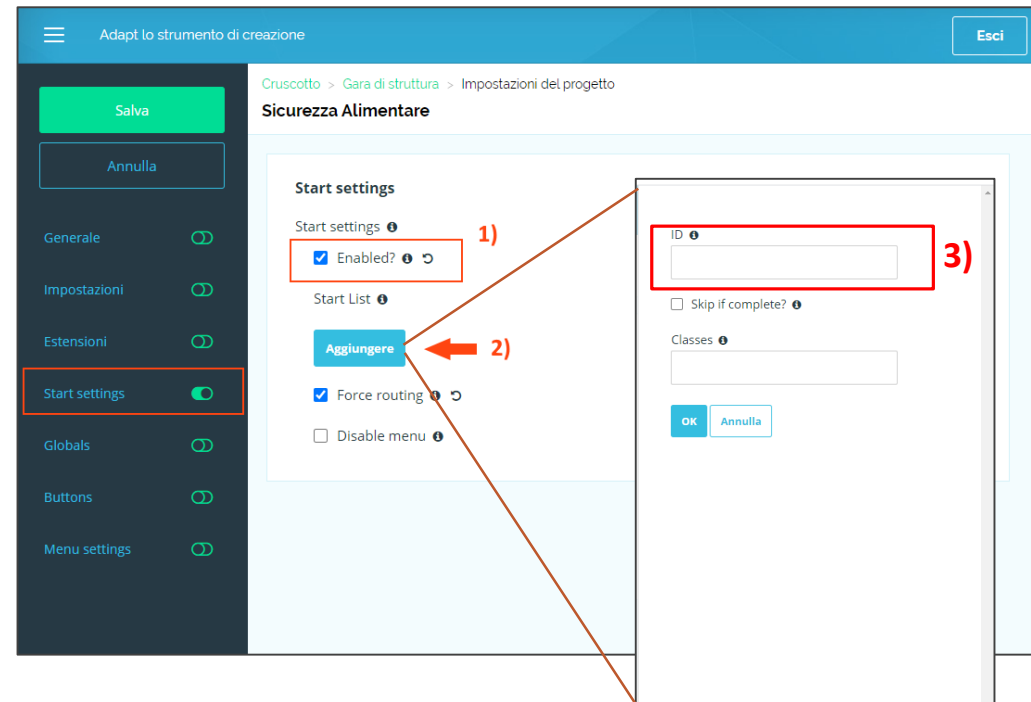 Adapt lo strumento di creazione
Esci
Salva
Annulla
Generale
Impostazioni
Estensioni
Start settings
Globals
Buttons
Menu settings
Cruscotto > Gara di struttura > Impostazioni del progetto
Sicurezza Alimentare
Start settings
Start settings
1)
Enabled?
Start List
Aggiungere
2)
Force routing
Disable menu
ID
3)
Skip if complete?
Classes
OK Annulla